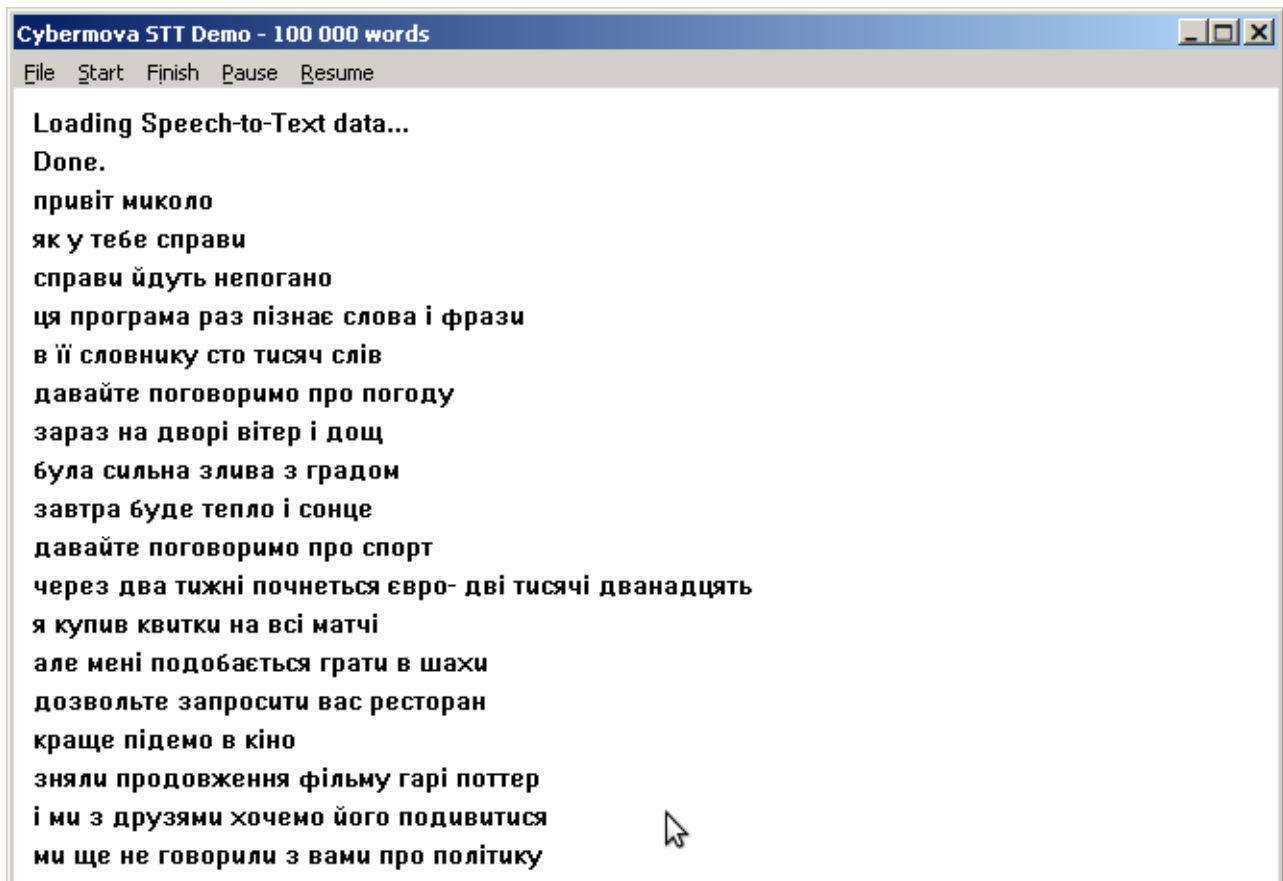 Cybermova STT Demo - 100 000 words
File Start Finish Pause Resume
Loading Speech-to-Text data...
Done.
привіт миколо
як у тебе справи
справи йдуть непогано
ця програма раз пізнає слова і фрази
в її словнику сто тисяч слів
давайте поговоримо про погоду
зараз на дворі вітер і дощ
була сильна злива з градом
завтра буде тепло і сонце
давайте поговоримо про спорт
через два тижні почнеться євро- дві тисячі дванадцять
я купив квитки на всі матчі
але мені подобається грати в шахи
дозвольте запросити вас ресторан
краще підемо в кіно
зняли продовження фільму гарі поттер
і ми з друзями хочемо його подивитися
ми ще не говорили з вами про політику